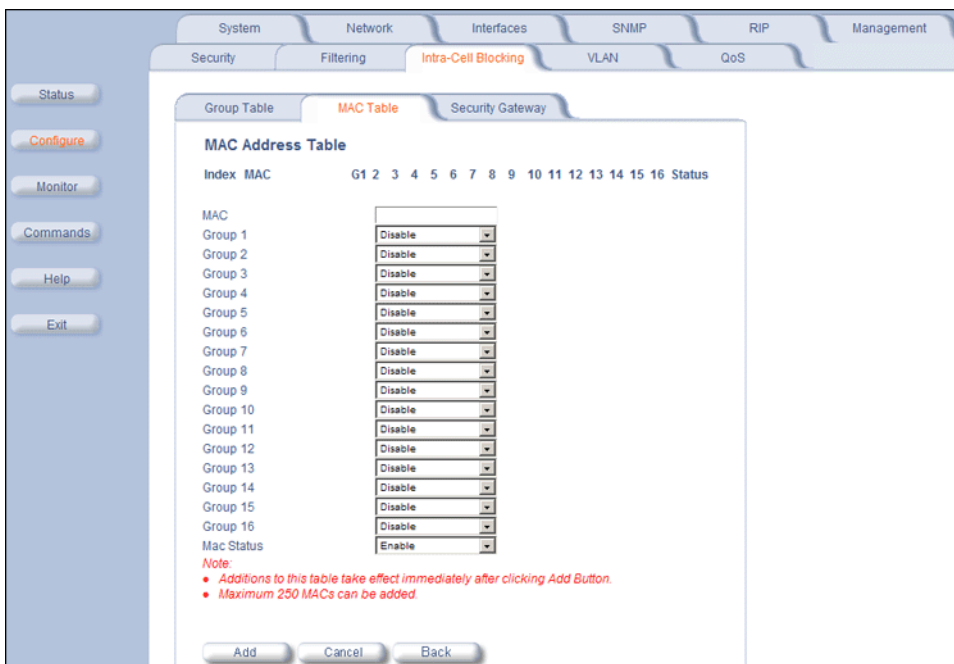 System Network Interfaces SNMP RIP Management
Security Filtering Intra-Cell Blocking VLAN QoS
Status
Configure
Monitor
Commands
Help
Exit
Group Table MAC Table Security Gateway
MAC Address Table
Index MAC G1 2 3 4 5 6 7 8 9 10 11 12 13 14 15 16 Status
MAC
Group 1 Disable
Group 2 Disable
Group 3 Disable
Group 4 Disable
Group 5 Disable
Group 6 Disable
Group 7 Disable
Group 8 Disable
Group 9 Disable
Group 10 Disable
Group 11 Disable
Group 12 Disable
Group 13 Disable
Group 14 Disable
Group 15 Disable
Group 16 Disable
Mac Status Enable
Note:
• Additions to this table take effect immediately after clicking Add Button.
• Maximum 250 MACs can be added.
Add Cancel Back